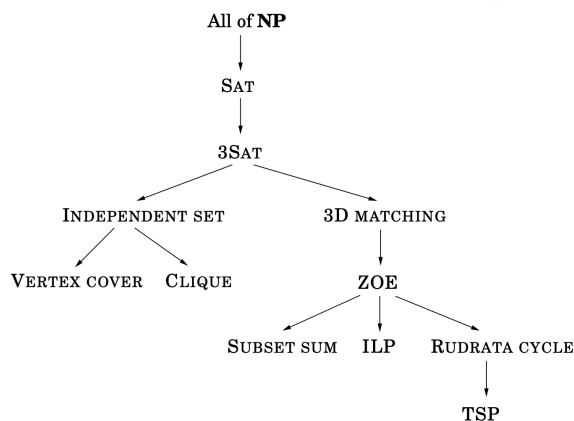 All of NP
SAT
3SAT
INDEPENDENT SET
3D MATCHING
VERTEX COVER
CLIQUE
ZOE
SUBSET SUM
ILP
RUDRATA CYCLE
TSP